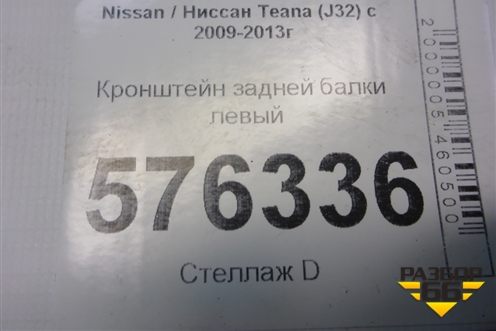 Nissan / Ниссан Teana (J32) с
2009-2013г
Кронштейн задней балки
левый
576336
Стеллаж D
2000005460500
РАЗБОР
66